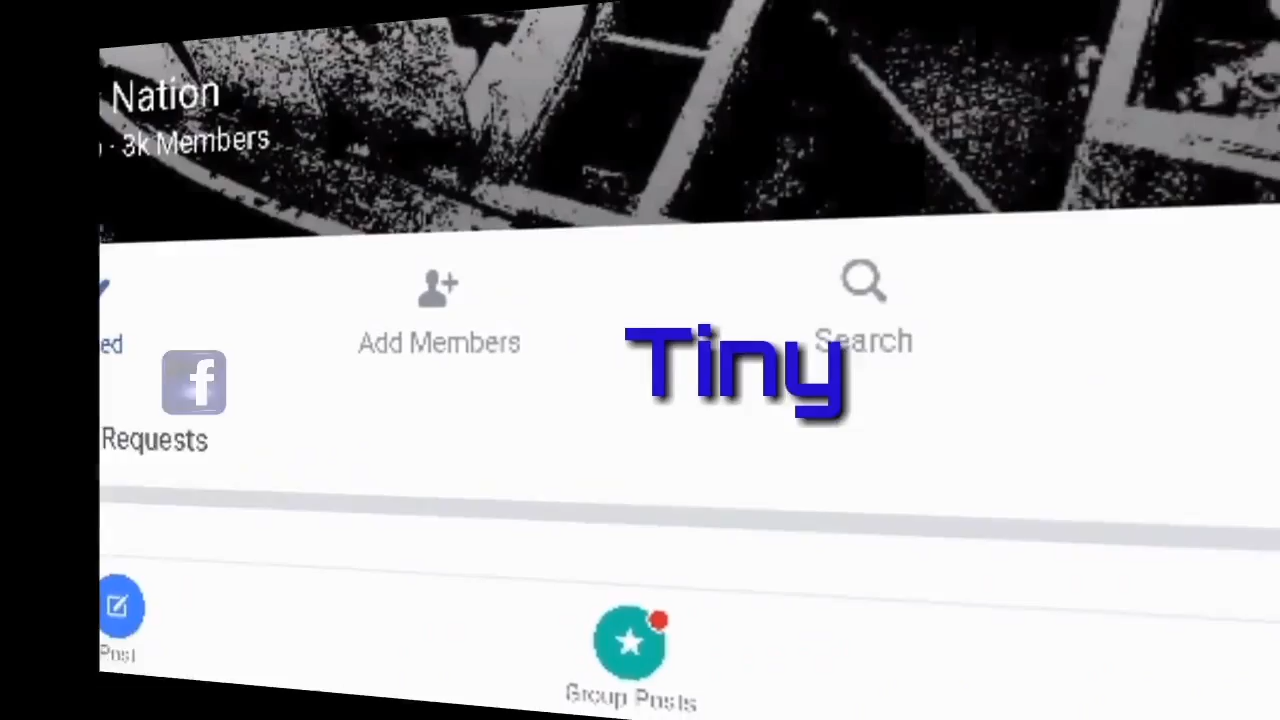 Nation
· 3k Members
ed
Add Members
Search
Tiny
f
Requests
Post
Group Posts